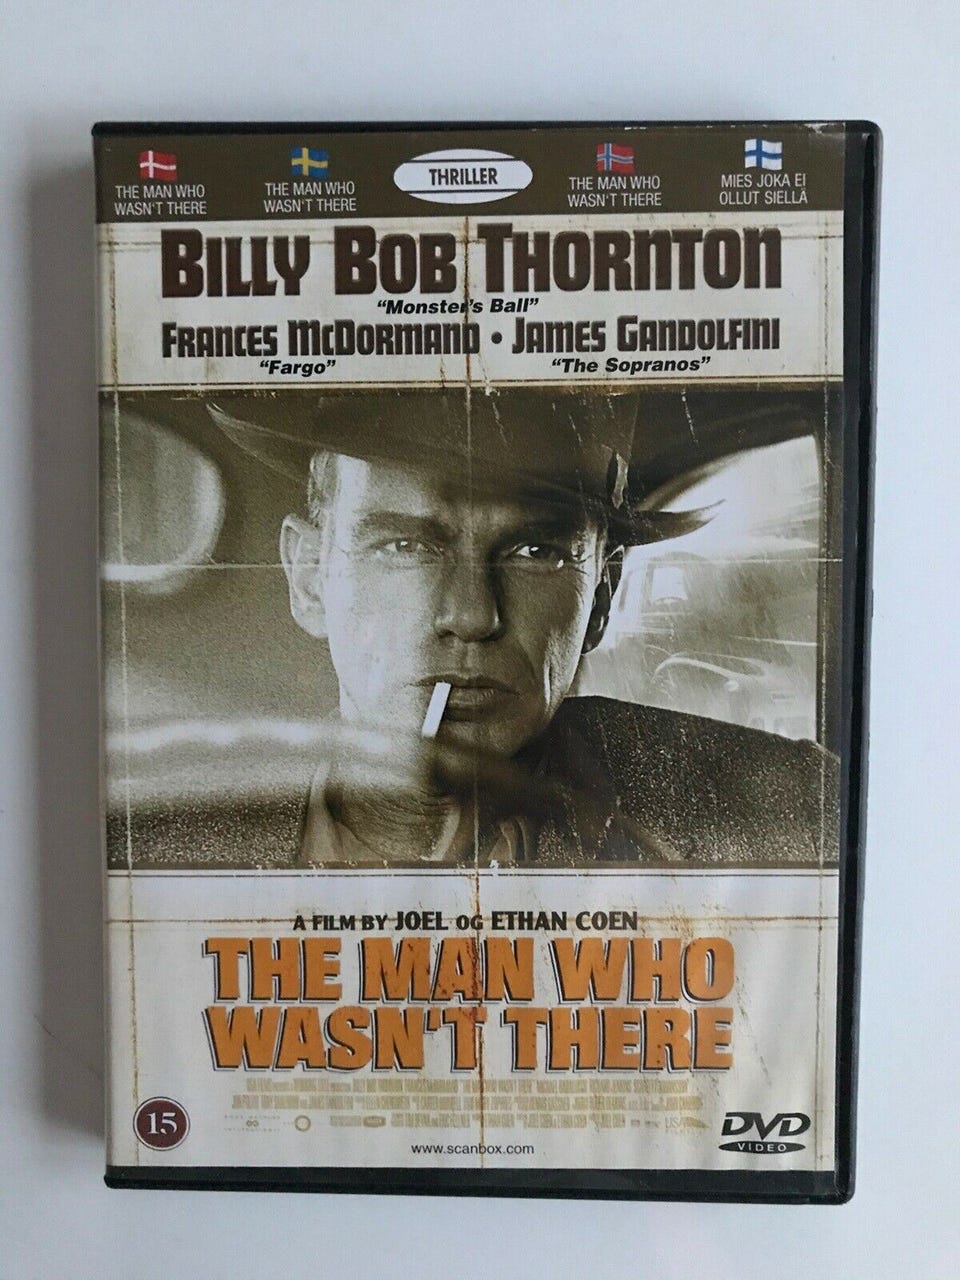 THE MAN WHO
WASN'T THERE
THE MAN WHO
WASN'T THERE
THRILLER
THE MAN WHO
WASN'T THERE
MIES JOKA EI
OLLUT SIELLÄ
BILLY BOB THORNTON
"Monster's Ball"
FRANCES McDORMAND • JAMES GANDOLFINI
"Fargo" "The Sopranos"
A FILM BY JOEL OG ETHAN COEN
THE MAN WHO
WASN'T THERE
15
www.scanbox.com
DVD
VIDEO